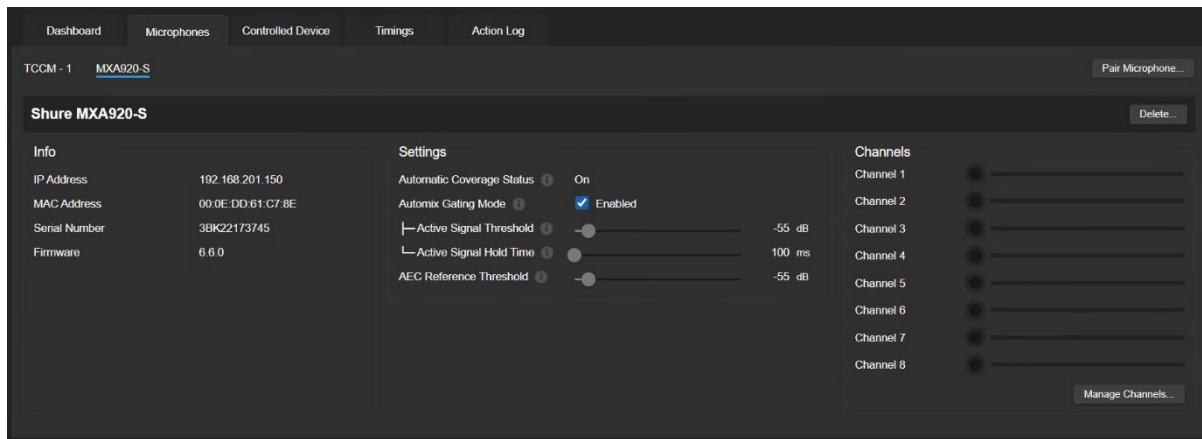 Dashboard Microphones Controlled Device Timings Action Log
TCCM - 1 MXA920-S Pair Microphone...
Shure MXA920-S Delete...
Info
IP Address 192.168.201.150
MAC Address 00:0E:DD:61:C7:8E
Serial Number 3BK22173745
Firmware 6.6.0
Settings
Automatic Coverage Status On
Automix Gating Mode Enabled
Active Signal Threshold -55 dB
Active Signal Hold Time 100 ms
AEC Reference Threshold -55 dB
Channels
Channel 1
Channel 2
Channel 3
Channel 4
Channel 5
Channel 6
Channel 7
Channel 8
Manage Channels...